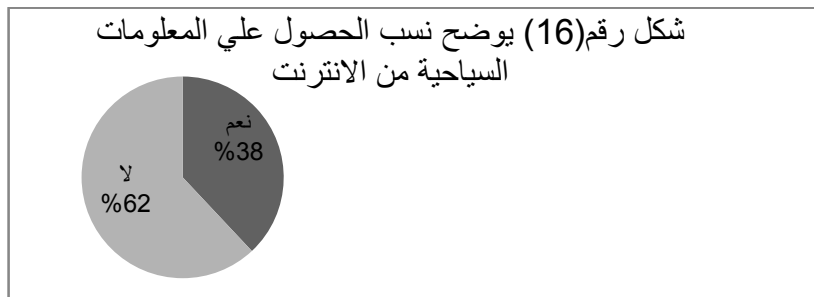 شكل رقم(16) يوضح نسب الحصول علي المعلومات
السياحية من الانترنت
نعم
%38
لا
%62